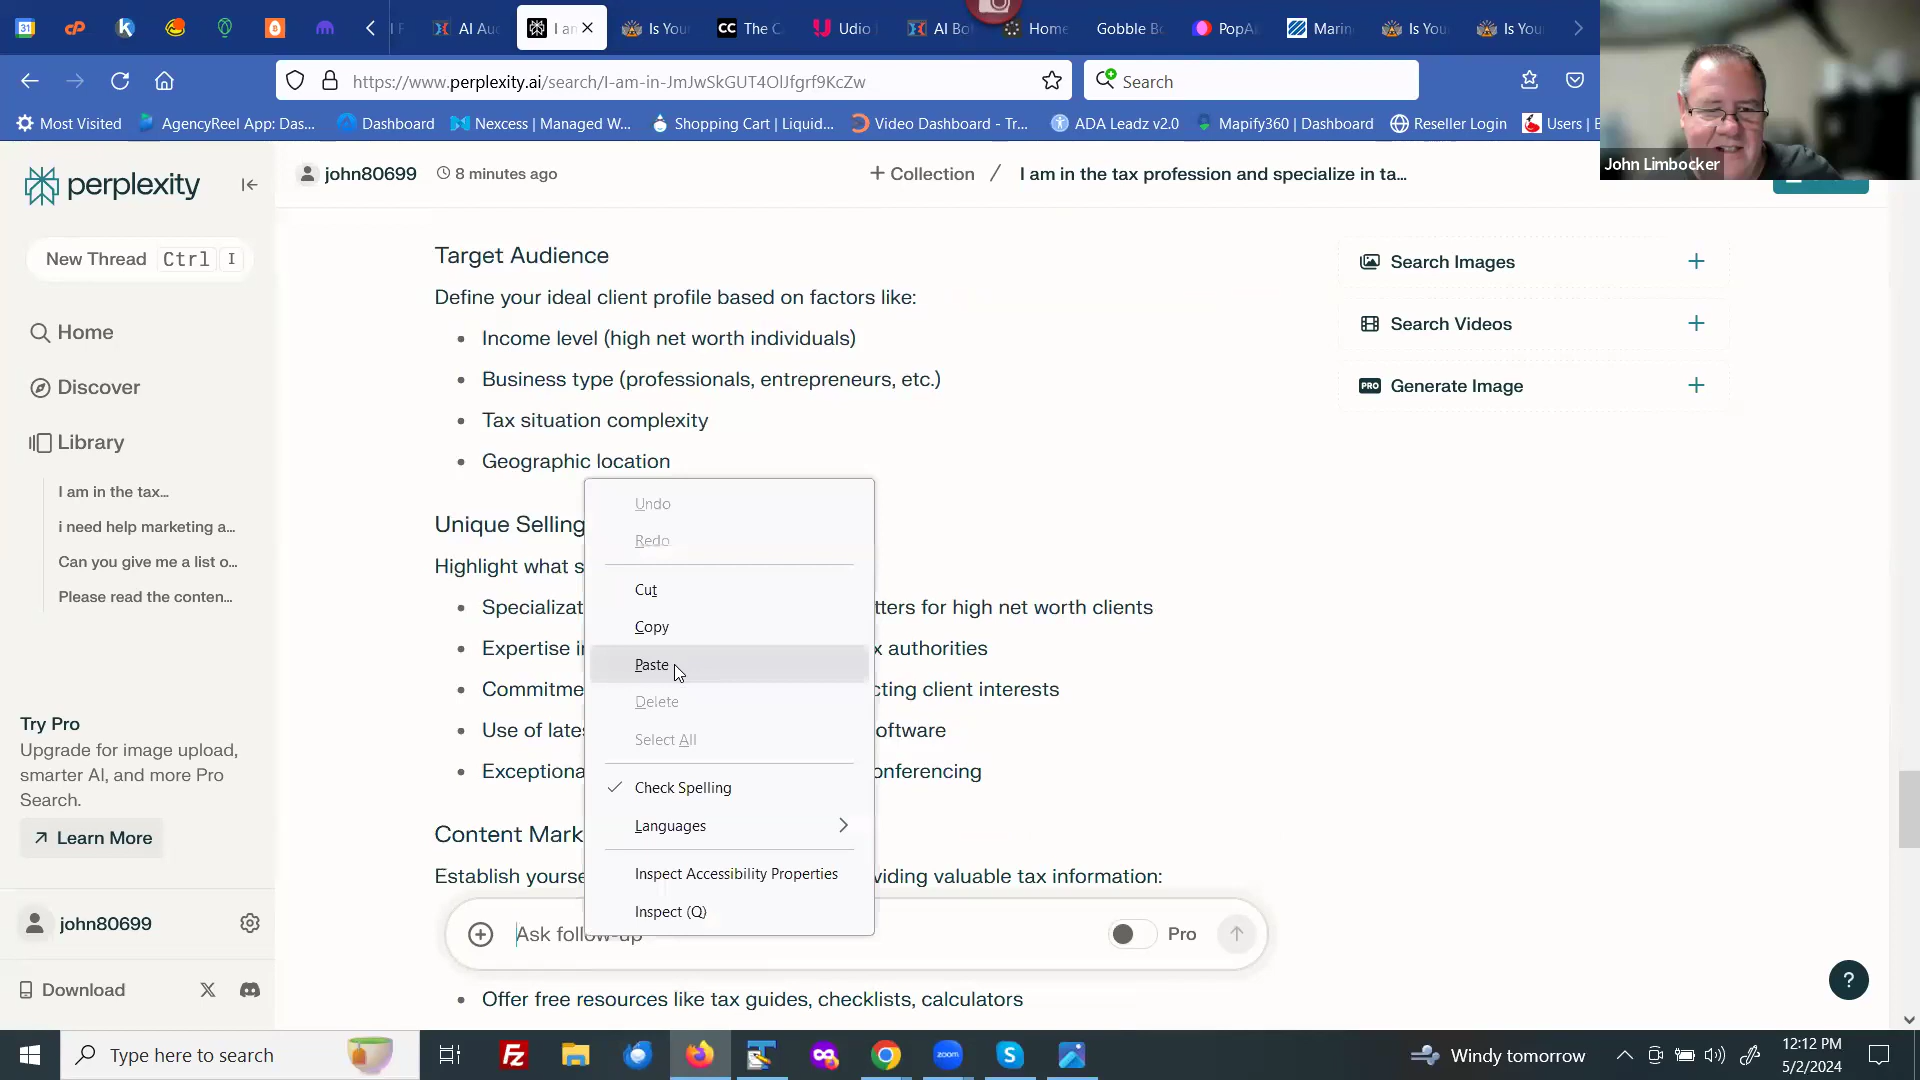 AI Au
I am
Is Your
CC The C
Udio
AI Bo
Home
Gobble B
PopA
Marin
Is You
Is You
https://www.perplexity.ai/search/I-am-in-JmJwSkGUT4OlJfgrf9KcZw
Search
Most Visited
AgencyReel App: Das...
Dashboard
Nexcess | Managed W...
Shopping Cart | Liquid...
Video Dashboard - Tr...
ADA Leadz v2.0
Mapify360 | Dashboard
Reseller Login
Users | E
John Limbocker
perplexity
john80699
8 minutes ago
+ Collection / I am in the tax profession and specialize in ta...
New Thread Ctrl I
Home
Discover
Library
I am in the tax...
i need help marketing a...
Can you give me a list o...
Please read the conten...
Try Pro
Upgrade for image upload,
smarter AI, and more Pro
Search.
Learn More
john80699
Download
Target Audience
Define your ideal client profile based on factors like:
• Income level (high net worth individuals)
• Business type (professionals, entrepreneurs, etc.)
• Tax situation complexity
• Geographic location
Unique Selling
Highlight what s
• Specializat tters for high net worth clients
• Expertise i x authorities
• Commitme cting client interests
• Use of lates oftware
• Exceptiona onferencing
Content Mark
Establish yourse viding valuable tax information:
Undo
Redo
Cut
Copy
Paste
Delete
Select All
Check Spelling
Languages
Inspect Accessibility Properties
Inspect (Q)
Ask follow-up
Pro
• Offer free resources like tax guides, checklists, calculators
Search Images
Search Videos
PRO Generate Image
?
Type here to search
zoom
Windy tomorrow
12:12 PM
5/2/2024